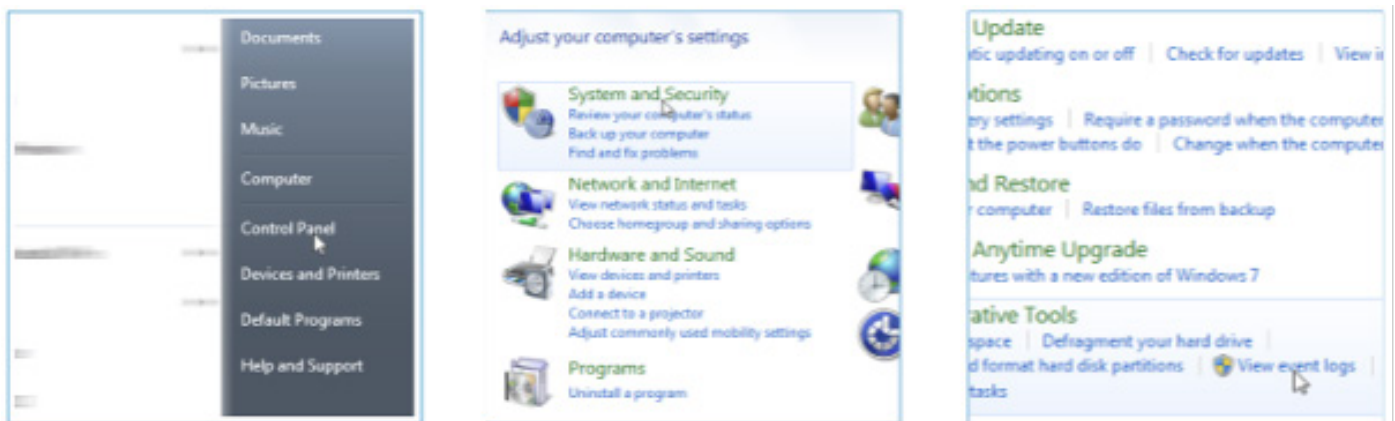 Documents
Pictures
Music
Computer
Control Panel
Devices and Printers
Default Programs
Help and Support
Adjust your computer's settings
System and Security
Review your computer's status
Back up your computer
Find and fix problems
Network and Internet
View network status and tasks
Choose homegroup and sharing options
Hardware and Sound
View devices and printers
Add a device
Connect to a projector
Adjust commonly used mobility settings
Programs
Uninstall a program
Update
tic updating on or off Check for updates View i
tions
ery settings Require a password when the compute
t the power buttons do Change when the compute
nd Restore
computer Restore files from backup
Anytime Upgrade
tures with a new edition of Windows 7
rative Tools
space Defragment your hard drive
d format hard disk partitions View event logs
tasks